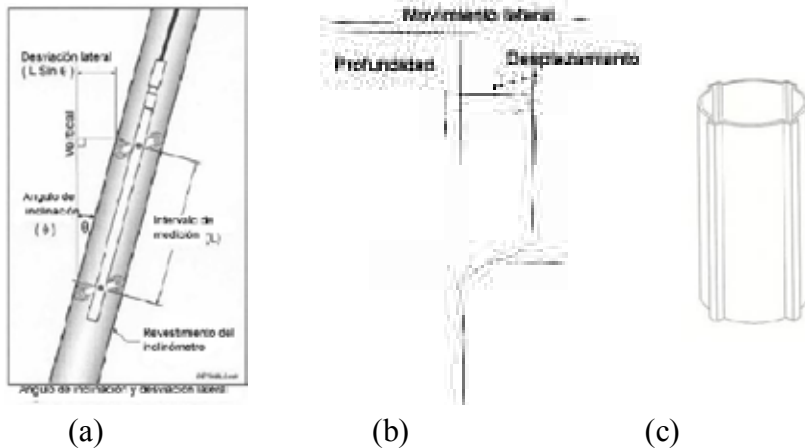 Desviación lateral
( L Sin θ )
Vertical
Angulo de
inclinación
( θ )
θ
Intervalo de
medición (L)
Revestimiento del
inclinómetro
Angulo de inclinación y desviación lateral
Movimiento lateral
Profundidad
Desplazamiento
(a)
(b)
(c)